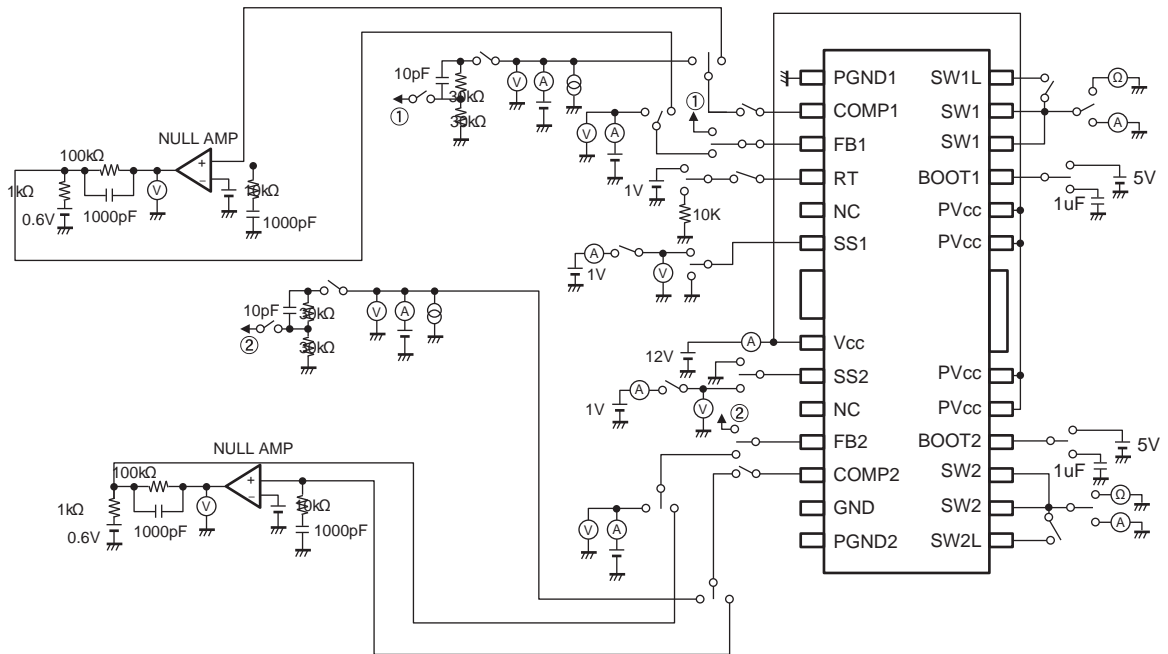 10pF
30kΩ
30kΩ
①
V
A
①
NULL AMP
100kΩ
1kΩ
0.6V
1000pF
V
+
−
10kΩ
1000pF
V
A
1V
10K
A
1V
V
10pF
30kΩ
30kΩ
②
V
A
A
12V
A
1V
V
②
NULL AMP
100kΩ
1kΩ
0.6V
1000pF
V
+
−
10kΩ
1000pF
V
A
PGND1
COMP1
FB1
RT
NC
SS1
Vcc
SS2
NC
FB2
COMP2
GND
PGND2
SW1L
SW1
SW1
BOOT1
PVcc
PVcc
PVcc
PVcc
BOOT2
SW2
SW2
SW2L
Ω
A
5V
1uF
5V
1uF
Ω
A